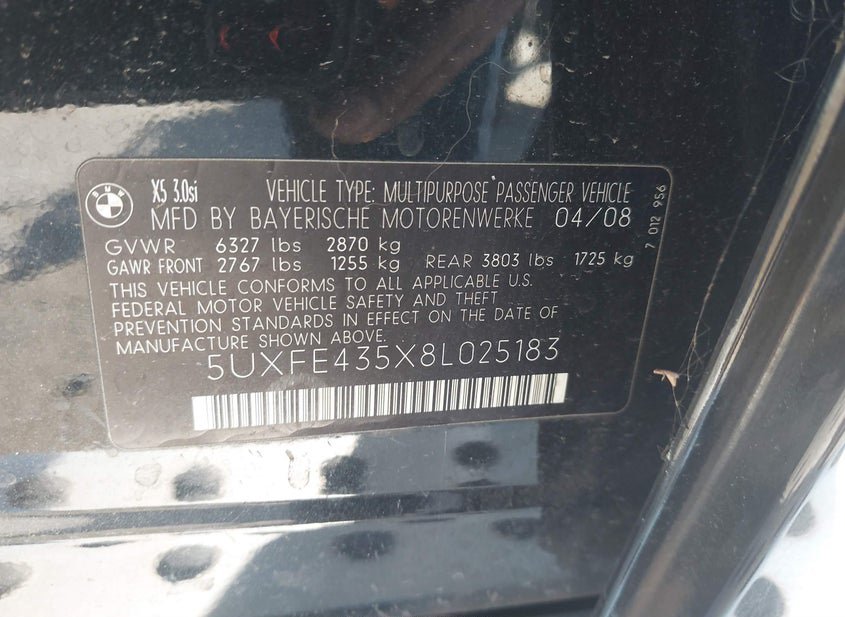 BMW
X5 3.0si VEHICLE TYPE: MULTIPURPOSE PASSENGER VEHICLE
MFD BY BAYERISCHE MOTORENWERKE 04/08
GVWR 6327 lbs 2870 kg
GAWR FRONT 2767 lbs 1255 kg REAR 3803 lbs 1725 kg
THIS VEHICLE CONFORMS TO ALL APPLICABLE U.S.
FEDERAL MOTOR VEHICLE SAFETY AND THEFT
PREVENTION STANDARDS IN EFFECT ON THE DATE OF
MANUFACTURE SHOWN ABOVE.
5UXFE435X8L025183
7 012 956